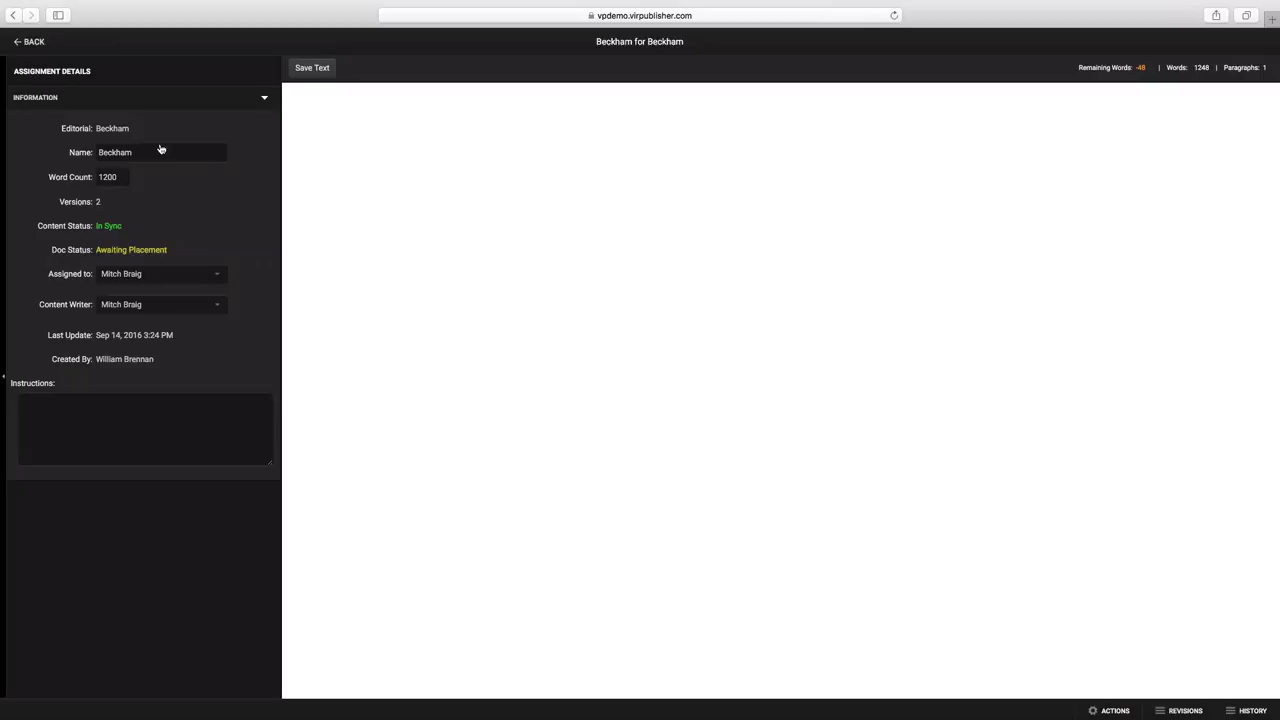 vpdemo.virpublisher.com
BACK
Beckham for Beckham
ASSIGNMENT DETAILS
Save Text
Remaining Words: -48 | Words: 1248 | Paragraphs: 1
INFORMATION
Editorial: Beckham
Name: Beckham
Word Count: 1200
Versions: 2
Content Status: In Sync
Doc Status: Awaiting Placement
Assigned to: Mitch Braig
Content Writer: Mitch Braig
Last Update: Sep 14, 2016 3:24 PM
Created By: William Brennan
Instructions:
ACTIONS
REVISIONS
HISTORY